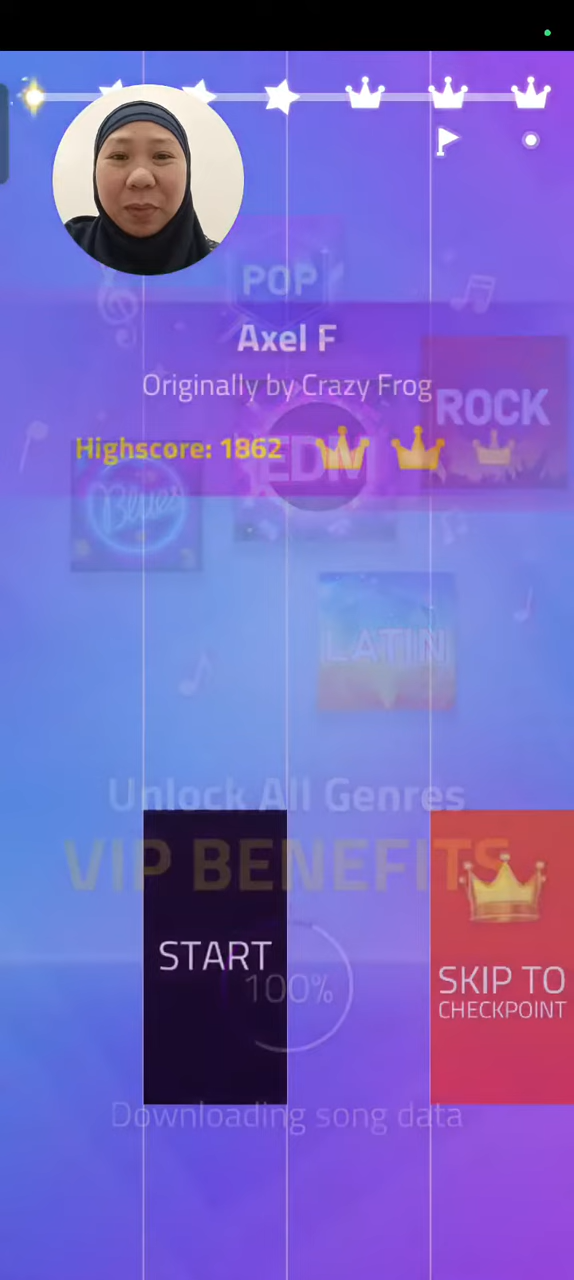 POP
Axel F
Originally by Crazy Frog
ROCK
Highscore: 1862
EDM
Blues
LATIN
Unlock All Genres
VIP BENEFITS
START
100%
SKIP TO
CHECKPOINT
Downloading song data